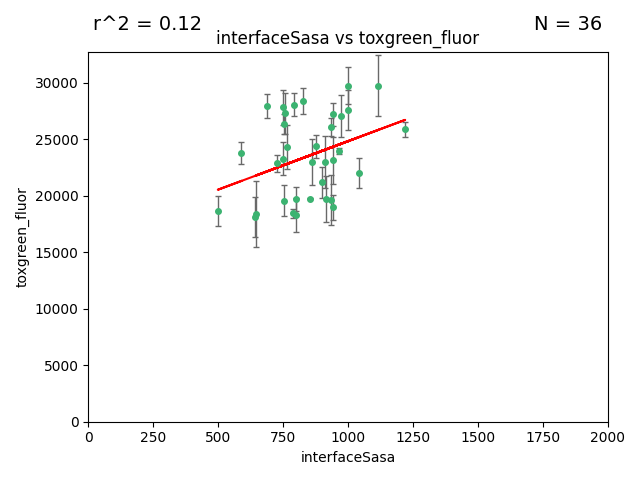 r^2 = 0.12
N = 36
interfaceSasa vs toxgreen_fluor
30000
25000
20000
15000
10000
5000
0
toxgreen_fluor
0 250 500 750 1000 1250 1500 1750 2000
interfaceSasa